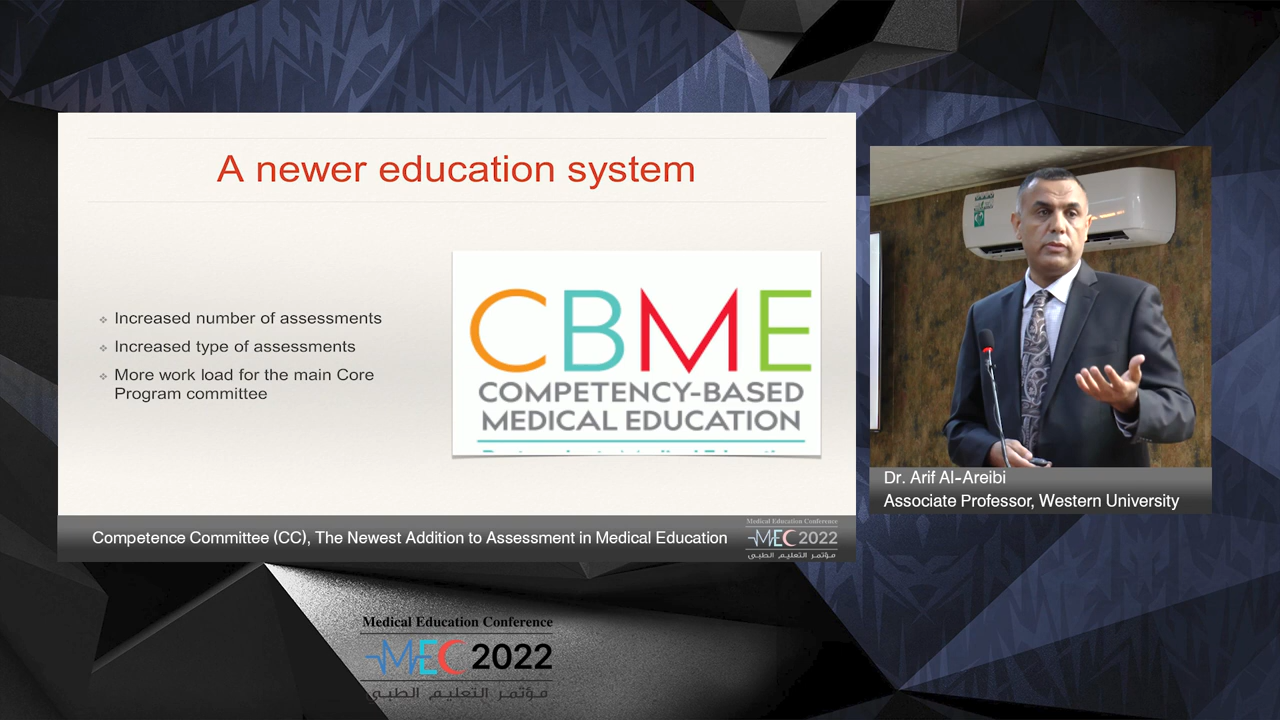 A newer education system
Increased number of assessments
Increased type of assessments
More work load for the main Core
Program committee
CBME
COMPETENCY-BASED
MEDICAL EDUCATION
Dr. Arif Al-Areibi
Associate Professor, Western University
Competence Committee (CC), The Newest Addition to Assessment in Medical Education
Medical Education Conference
MEC 2022
مؤتمر التعليم الطبي
Medical Education Conference
MEC 2022
مؤتمر التعليم الطبي